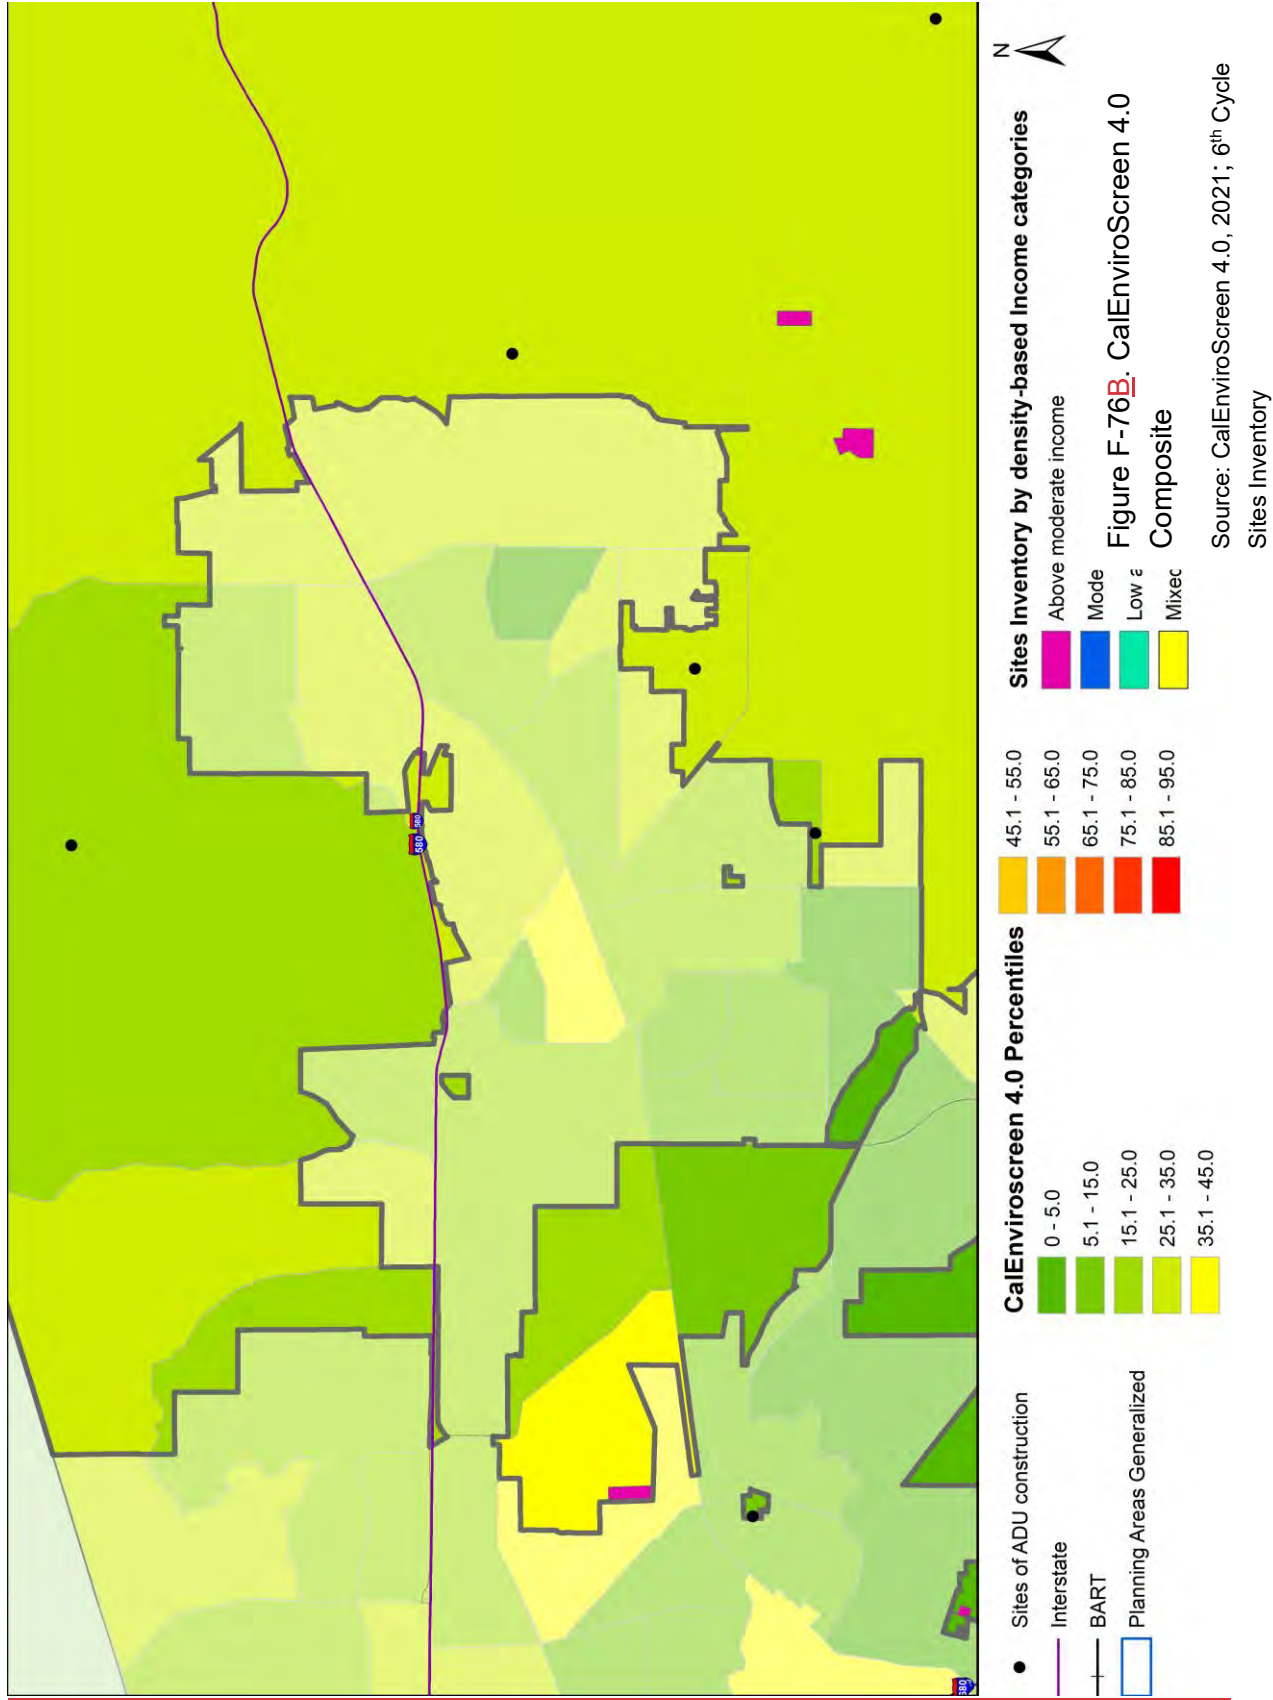 580
580
680
N
Sites of ADU construction
Interstate
BART
Planning Areas Generalized
CalEnviroscreen 4.0 Percentiles
0 - 5.0
5.1 - 15.0
15.1 - 25.0
25.1 - 35.0
35.1 - 45.0
45.1 - 55.0
55.1 - 65.0
65.1 - 75.0
75.1 - 85.0
85.1 - 95.0
Sites Inventory by density-based Income categories
Above moderate income
Mode
Low
Mixec
Figure F-76B. CalEnviroScreen 4.0
Composite
Source: CalEnviroScreen 4.0, 2021; 6th Cycle
Sites Inventory